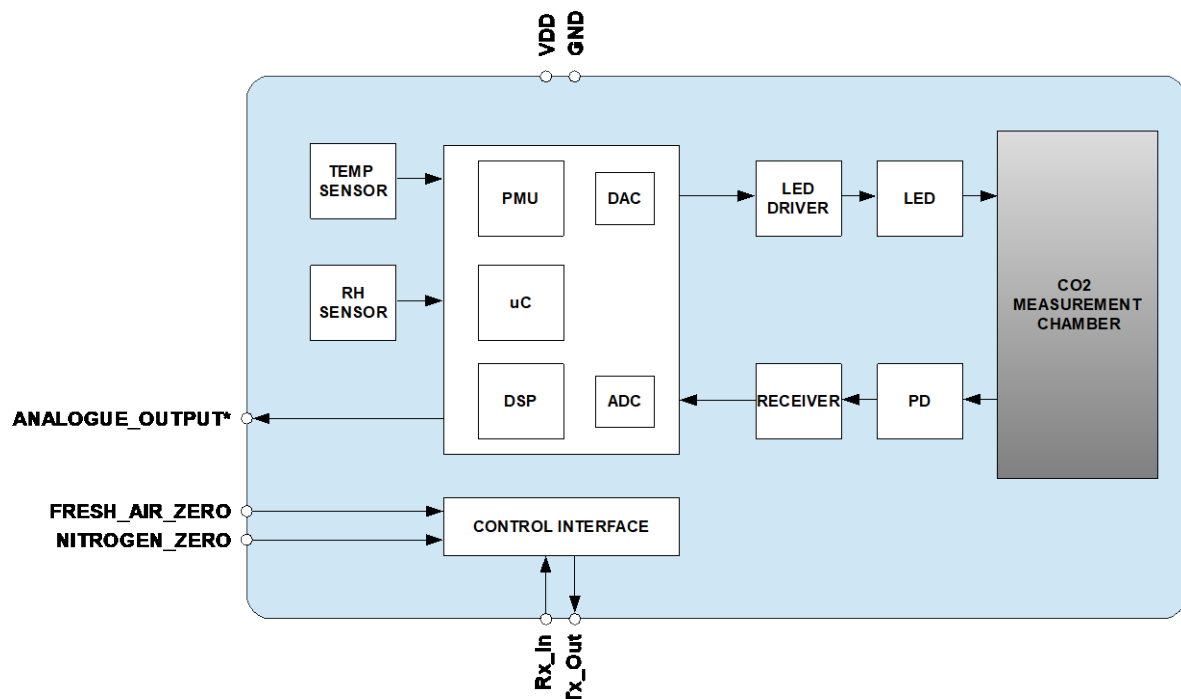 VDD
GND
TEMP
SENSOR
PMU
DAC
LED
DRIVER
LED
RH
SENSOR
uC
CO2
MEASUREMENT
CHAMBER
DSP
ADC
RECEIVER
PD
ANALOGUE_OUTPUT*
FRESH_AIR_ZERO
NITROGEN_ZERO
CONTROL INTERFACE
Rx_In
Tx_Out